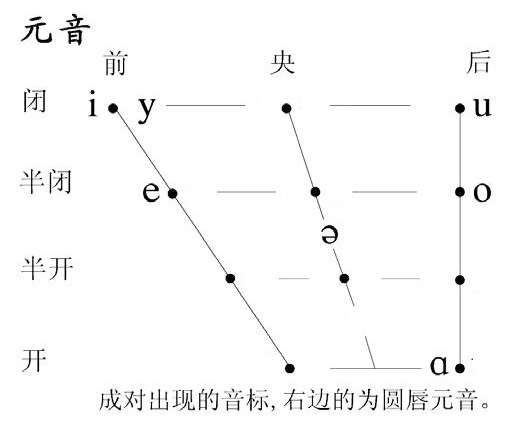 元音
前 央 后
闭 i y u
半闭 e o
ə
半开
开 ɑ
成对出现的音标,右边的为圆唇元音。